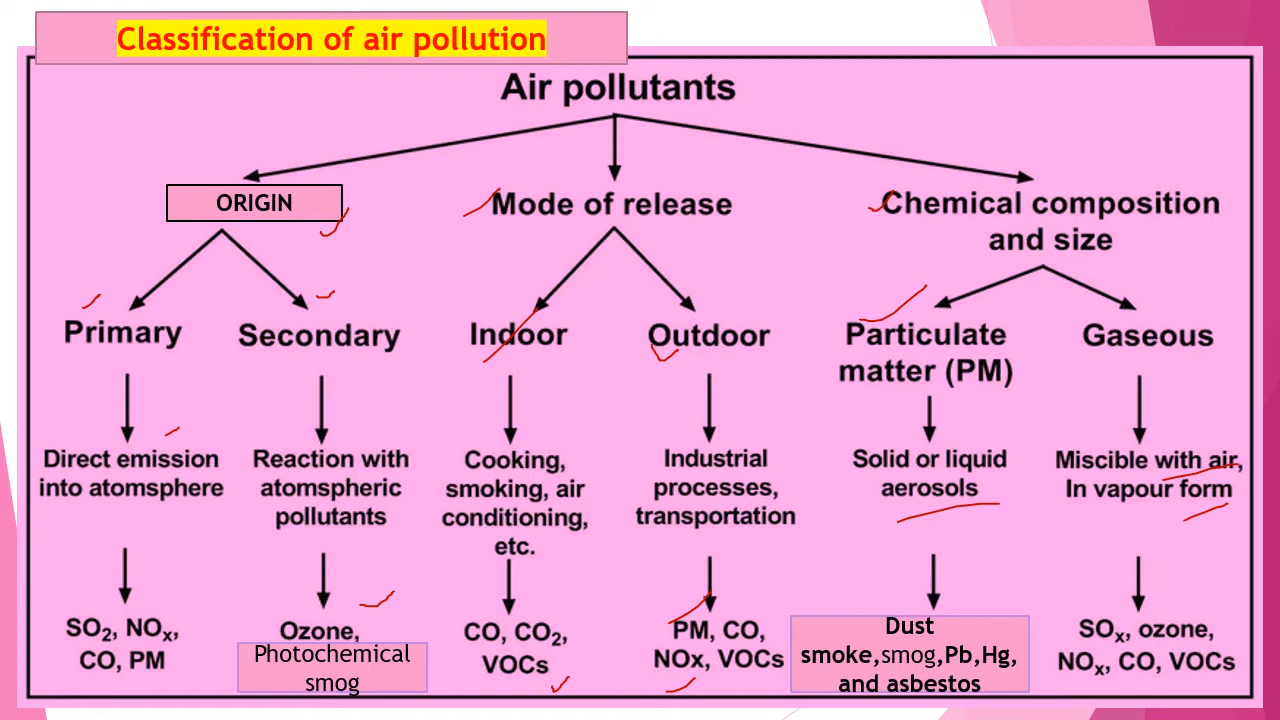 Classification of air pollution
Air pollutants
ORIGIN
Mode of release
Chemical composition
and size
Primary
Secondary
Indoor
Outdoor
Particulate
matter (PM)
Gaseous
Direct emission
into atomsphere
Reaction with
atomspheric
pollutants
Cooking,
smoking, air
conditioning,
etc.
Industrial
processes,
transportation
Solid or liquid
aerosols
Miscible with air,
In vapour form
SO₂, NOₓ,
CO, PM
Ozone,
Photochemical
smog
CO, CO₂,
VOCs
PM, CO,
NOx, VOCs
Dust
smoke,smog,Pb,Hg,
and asbestos
SOₓ, ozone,
NOₓ, CO, VOCs